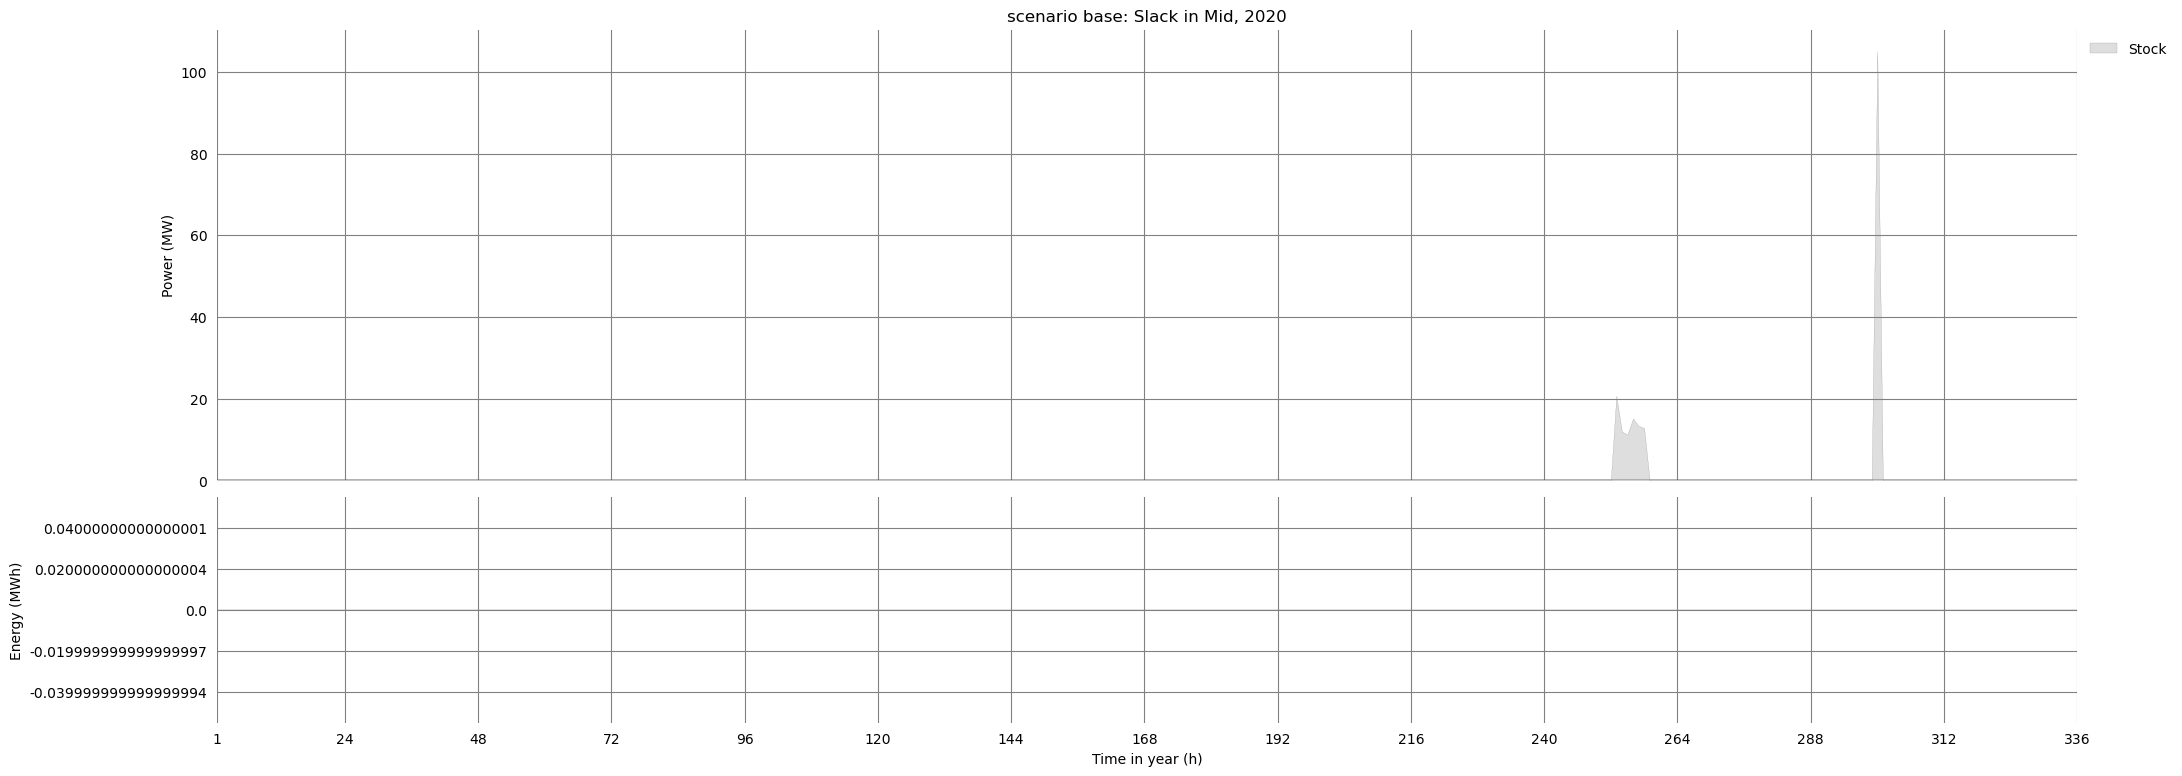 scenario base: Slack in Mid, 2020
Stock
100
80
60
40
20
0
Power (MW)
0.04000000000000001
0.020000000000000004
0.0
-0.019999999999999997
-0.039999999999999994
Energy (MWh)
1 24 48 72 96 120 144 168 192 216 240 264 288 312 336
Time in year (h)